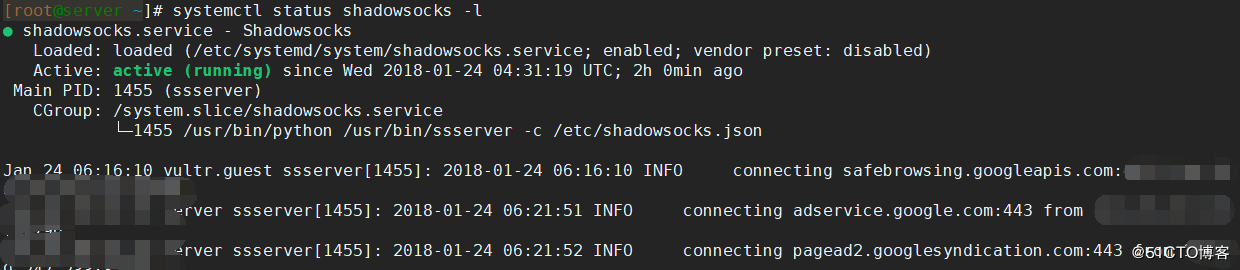 [root@server ~]# systemctl status shadowsocks -l
● shadowsocks.service - Shadowsocks
Loaded: loaded (/etc/systemd/system/shadowsocks.service; enabled; vendor preset: disabled)
Active: active (running) since Wed 2018-01-24 04:31:19 UTC; 2h 0min ago
Main PID: 1455 (ssserver)
CGroup: /system.slice/shadowsocks.service
└─1455 /usr/bin/python /usr/bin/ssserver -c /etc/shadowsocks.json
Jan 24 06:16:10 vultr.guest ssserver[1455]: 2018-01-24 06:16:10 INFO connecting safebrowsing.googleapis.com:
erver ssserver[1455]: 2018-01-24 06:21:51 INFO connecting adservice.google.com:443 from
erver ssserver[1455]: 2018-01-24 06:21:52 INFO connecting pagead2.googlesyndication.com:443 from
@51CTO博客